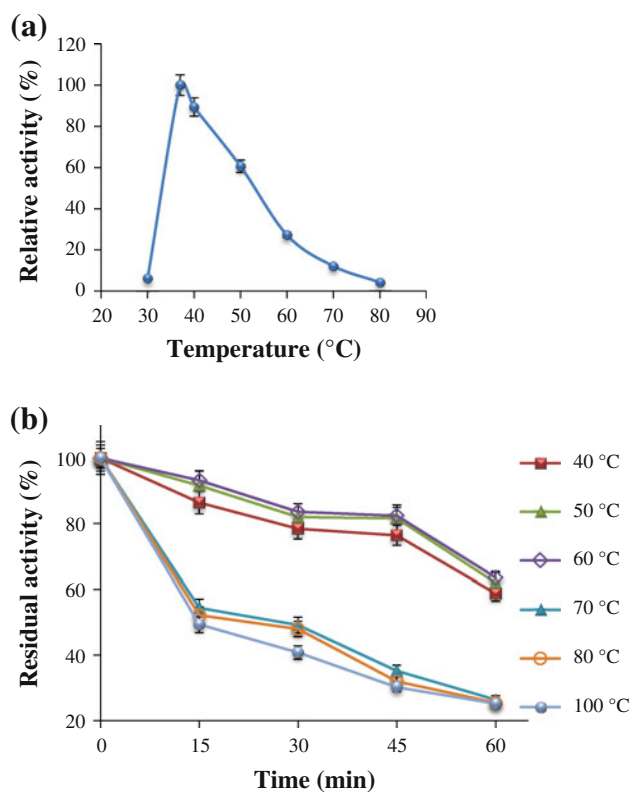 (a)
Relative activity (%)
120
100
80
60
40
20
0
20 30 40 50 60 70 80 90
Temperature (°C)
(b)
Residual activity (%)
100
80
60
40
20
0 15 30 45 60
Time (min)
40 °C
50 °C
60 °C
70 °C
80 °C
100 °C